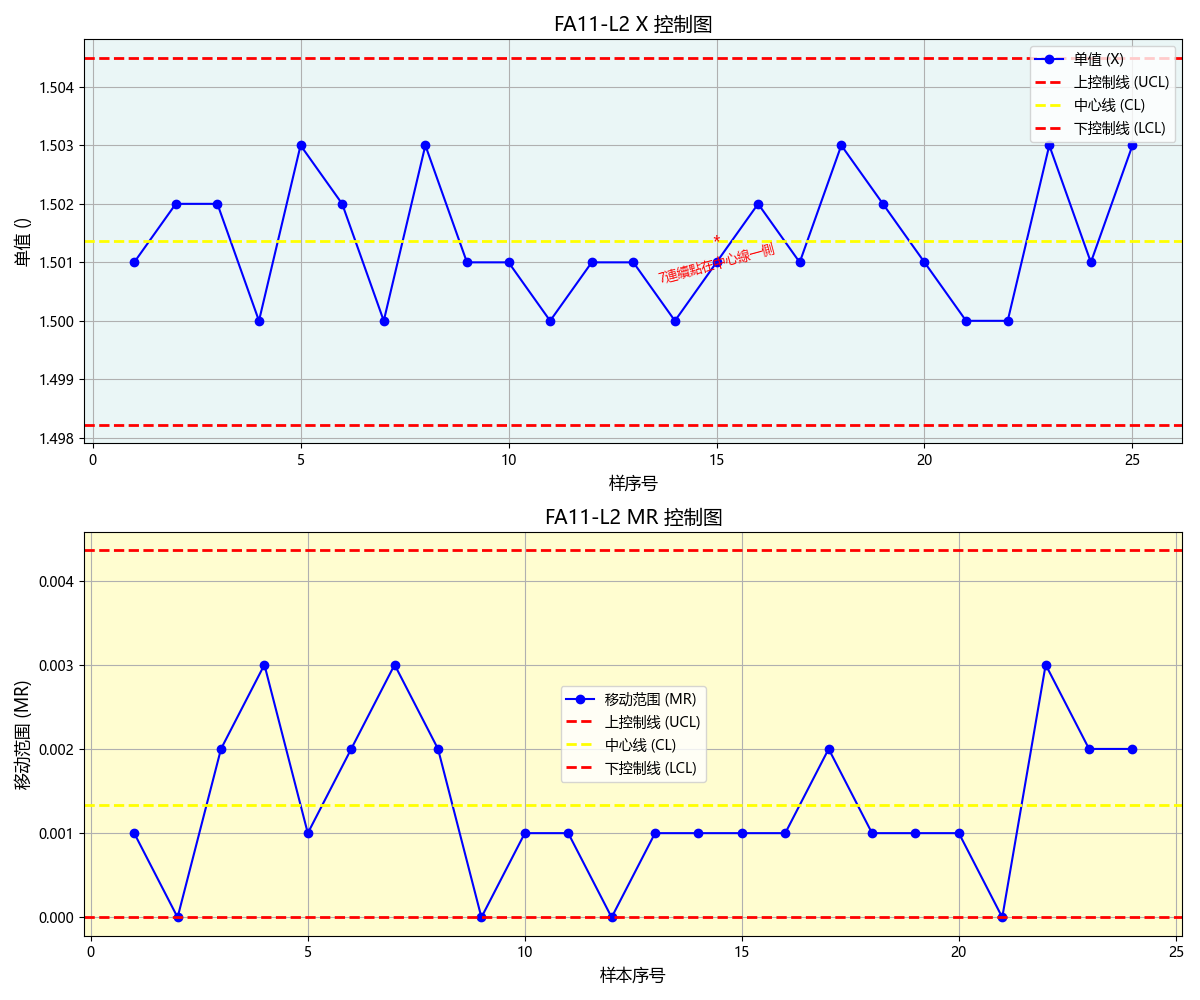 FA11-L2 X 控制图
单值 ()
1.504
1.503
1.502
1.501
1.500
1.499
1.498
单值 (X)
上控制线 (UCL)
中心线 (CL)
下控制线 (LCL)
*
7連續點在中心線一側
0 5 10 15 20 25
样序号
FA11-L2 MR 控制图
移动范围 (MR)
0.004
0.003
0.002
0.001
0.000
移动范围 (MR)
上控制线 (UCL)
中心线 (CL)
下控制线 (LCL)
0 5 10 15 20 25
样本序号